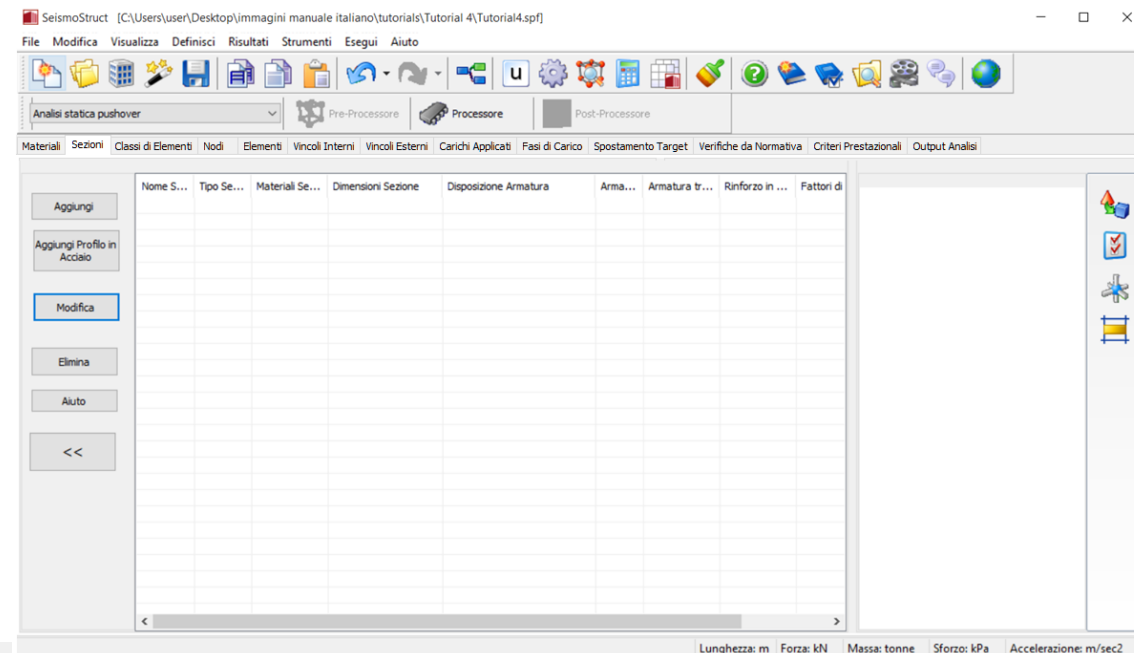 SeismoStruct [C:\Users\user\Desktop\immagini manuale italiano\tutorials\Tutorial 4\Tutorial4.spf]
File Modifica Visualizza Definisci Risultati Strumenti Esegui Aiuto
u
Analisi statica pushover Pre-Processore Processore Post-Processore
Materiali Sezioni Classi di Elementi Nodi Elementi Vincoli Interni Vincoli Esterni Carichi Applicati Fasi di Carico Spostamento Target Verifiche da Normativa Criteri Prestazionali Output Analisi
Nome S... Tipo Se... Materiali Se... Dimensioni Sezione Disposizione Armatura Arma... Armatura tr... Rinforzo in ... Fattori di
Aggiungi
Aggiungi Profilo in
Acciaio
Modifica
Elimina
Aiuto
<<
Lunghezza: m Forza: kN Massa: tonne Sforzo: kPa Accelerazione: m/sec2